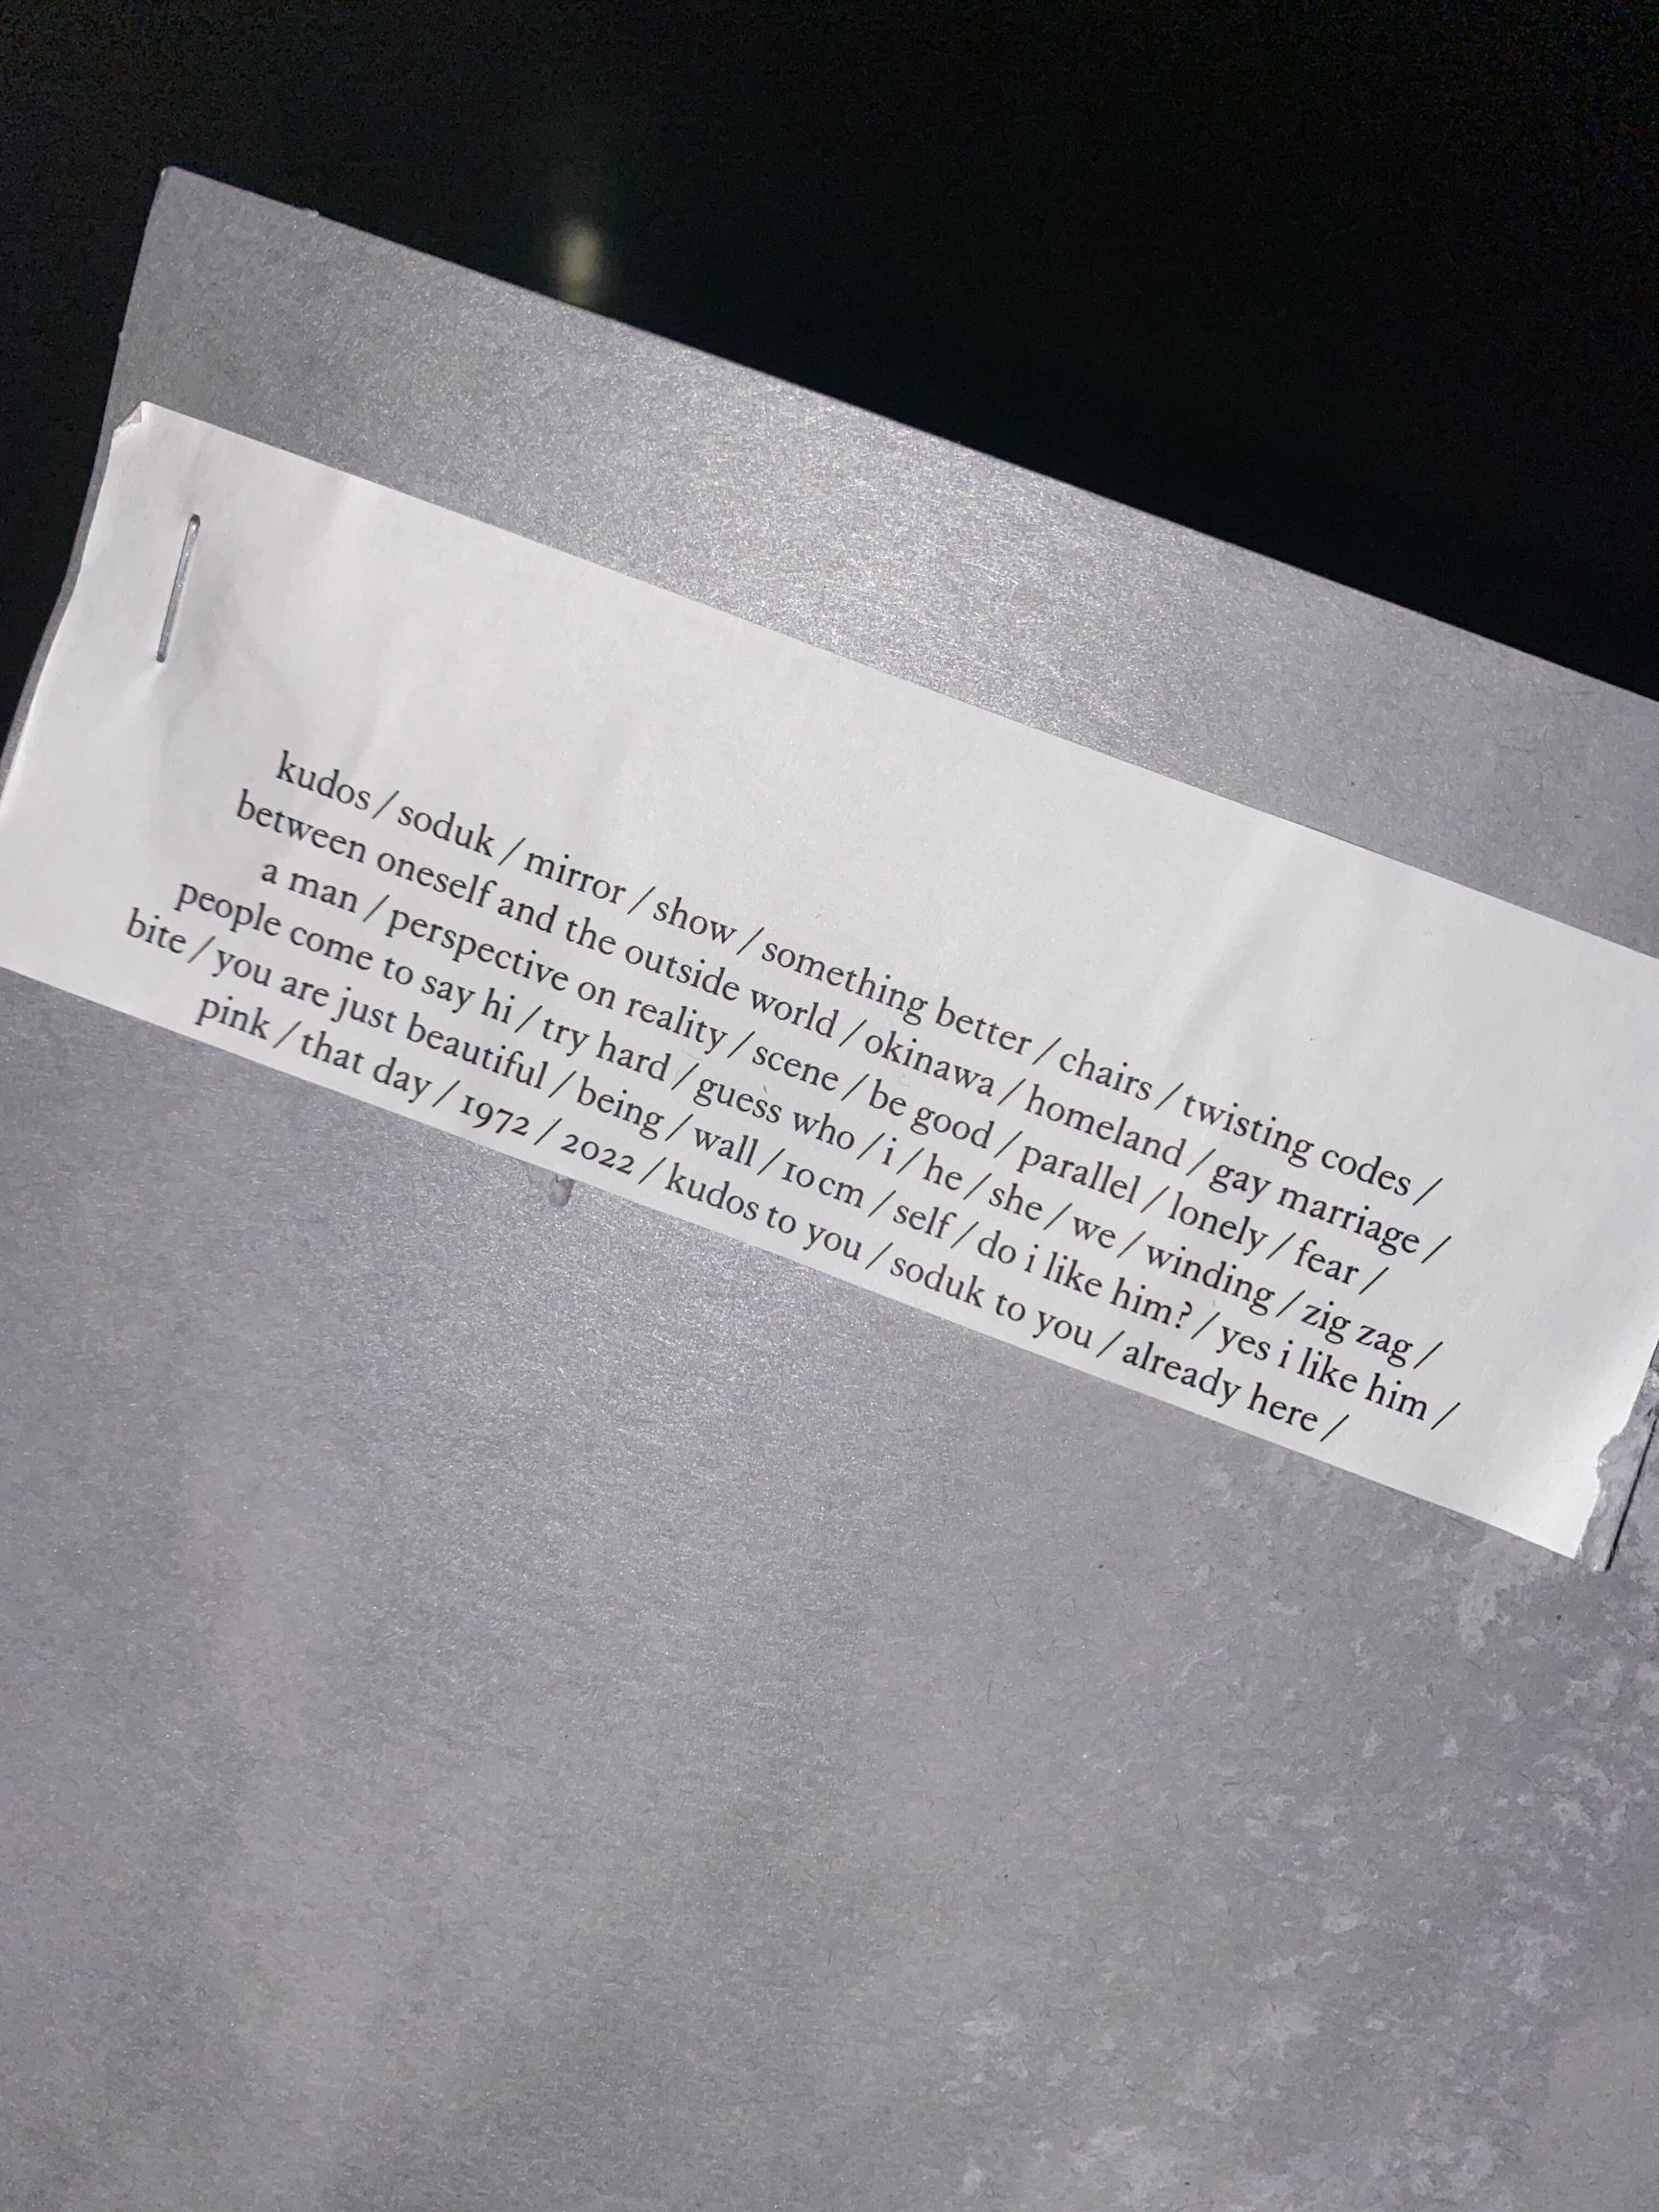 kudos / soduk / mirror / show / something better / chairs / twisting codes /
between oneself and the outside world / okinawa / homeland / gay marriage /
a man / perspective on reality / scene / be good / parallel / lonely / fear /
people come to say hi / try hard / guess who / i / he / she / we / winding / zig zag /
bite / you are just beautiful / being / wall / 10cm / self / do i like him? / yes i like him /
pink / that day / 1972 / 2022 / kudos to you / soduk to you / already here /